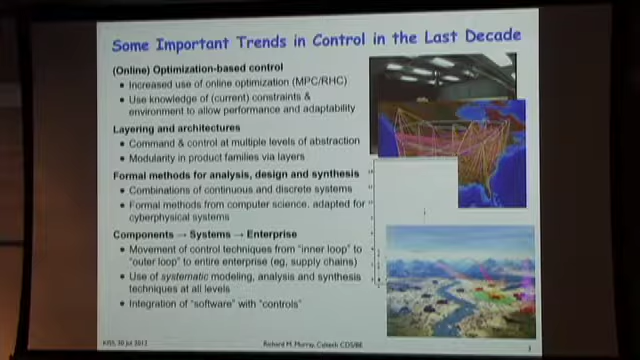 Some Important Trends in Control in the Last Decade
(Online) Optimization-based control
• Increased use of online optimization (MPC/RHC)
• Use knowledge of (current) constraints &
environment to allow performance and adaptability
Layering and architectures
• Command & control at multiple levels of abstraction
• Modularity in product families via layers
Formal methods for analysis, design and synthesis
• Combinations of continuous and discrete systems
• Formal methods from computer science, adapted for
cyberphysical systems
Components → Systems → Enterprise
• Movement of control techniques from "inner loop" to
"outer loop" to entire enterprise (eg, supply chains)
• Use of systematic modeling, analysis and synthesis
techniques at all levels
• Integration of "software" with "controls"
KISS, 30 Jul 2012
Richard M. Murray, Caltech CDS/BE
3